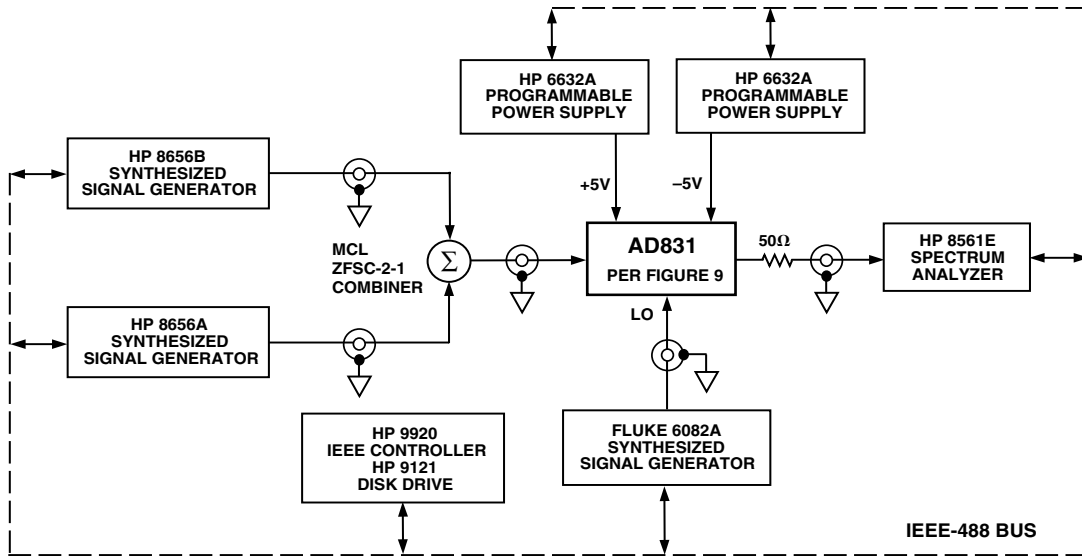 HP 6632A
PROGRAMMABLE
POWER SUPPLY
HP 6632A
PROGRAMMABLE
POWER SUPPLY
HP 8656B
SYNTHESIZED
SIGNAL GENERATOR
+5V
–5V
MCL
ZFSC-2-1
COMBINER
Σ
AD831
PER FIGURE 9
50Ω
HP 8561E
SPECTRUM
ANALYZER
HP 8656A
SYNTHESIZED
SIGNAL GENERATOR
LO
HP 9920
IEEE CONTROLLER
HP 9121
DISK DRIVE
FLUKE 6082A
SYNTHESIZED
SIGNAL GENERATOR
IEEE-488 BUS